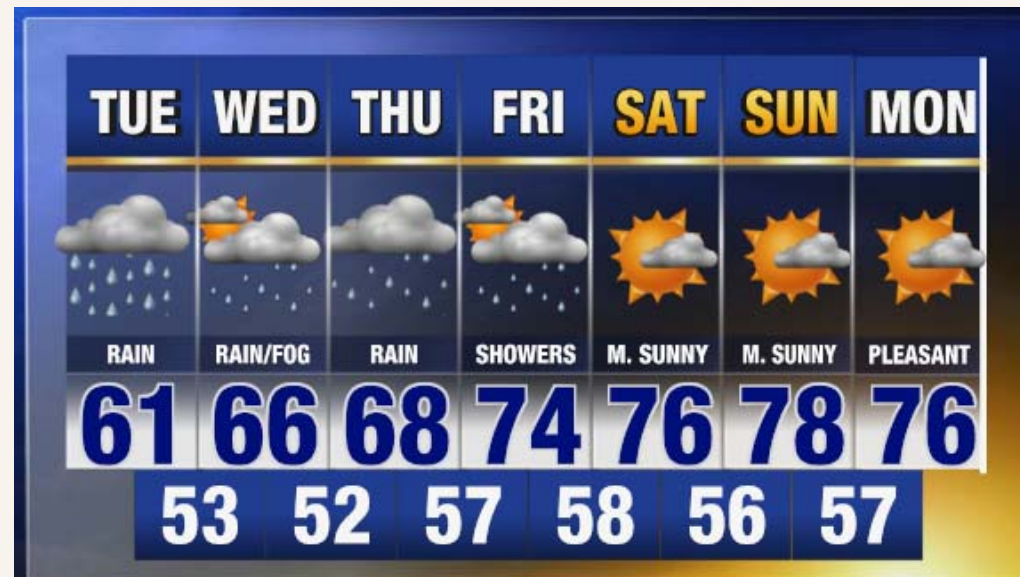 TUE WED THU FRI SAT SUN MON
RAIN RAIN/FOG RAIN SHOWERS M. SUNNY M. SUNNY PLEASANT
61 66 68 74 76 78 76
53 52 57 58 56 57